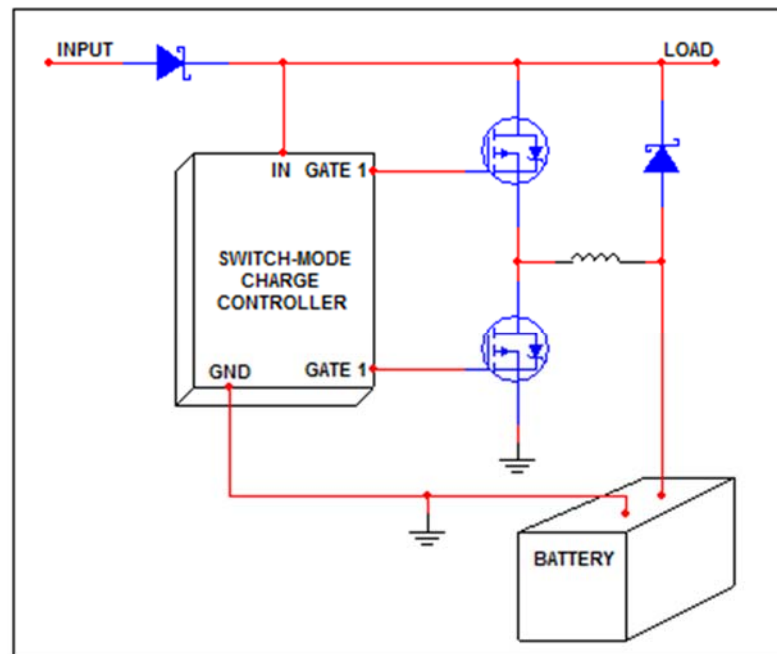 INPUT
LOAD
IN GATE 1
SWITCH-MODE
CHARGE
CONTROLLER
GND
GATE 1
BATTERY